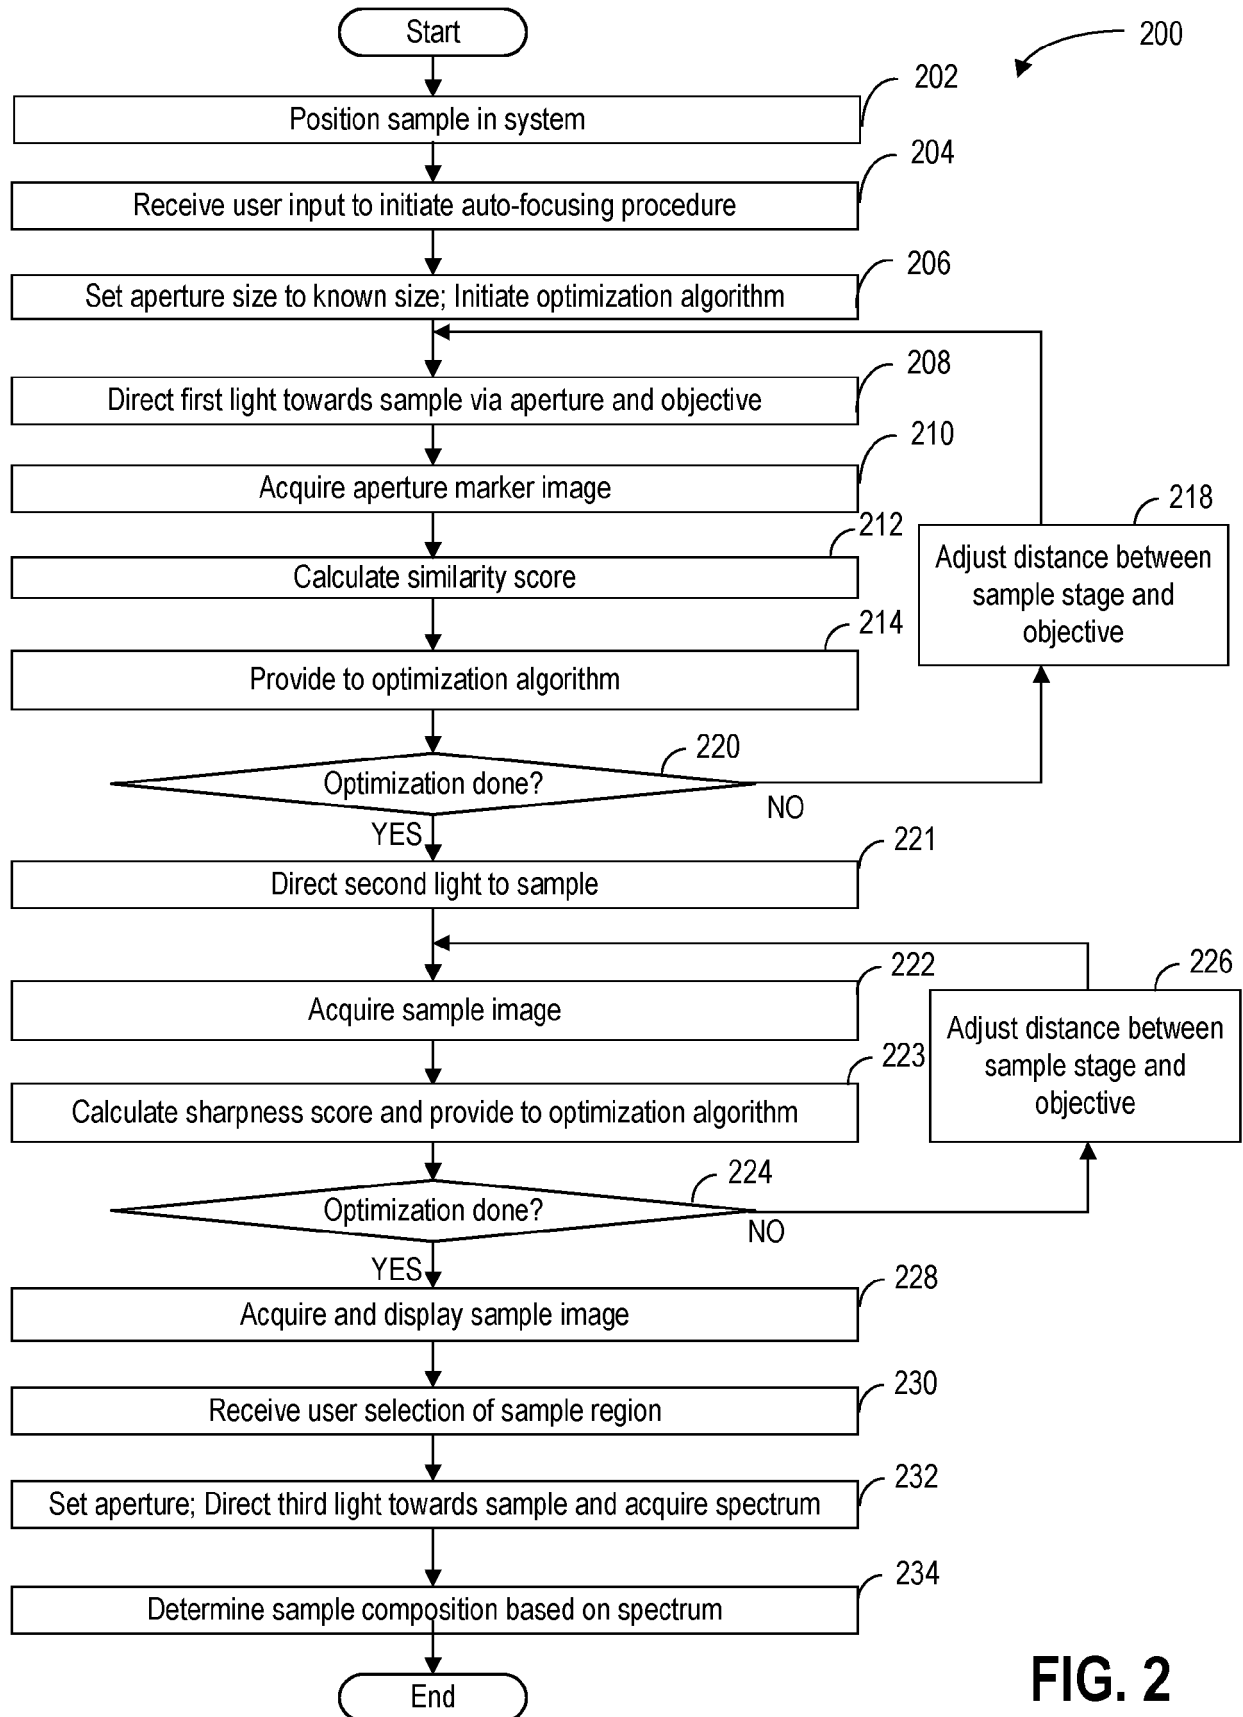 Start
200
202
Position sample in system
204
Receive user input to initiate auto-focusing procedure
206
Set aperture size to known size; Initiate optimization algorithm
208
Direct first light towards sample via aperture and objective
210
Acquire aperture marker image
212
Calculate similarity score
218
Adjust distance between
sample stage and
objective
214
Provide to optimization algorithm
220
Optimization done?
NO
YES
221
Direct second light to sample
222
Acquire sample image
226
Adjust distance between
sample stage and
objective
223
Calculate sharpness score and provide to optimization algorithm
224
Optimization done?
NO
YES
228
Acquire and display sample image
230
Receive user selection of sample region
232
Set aperture; Direct third light towards sample and acquire spectrum
234
Determine sample composition based on spectrum
End
FIG. 2